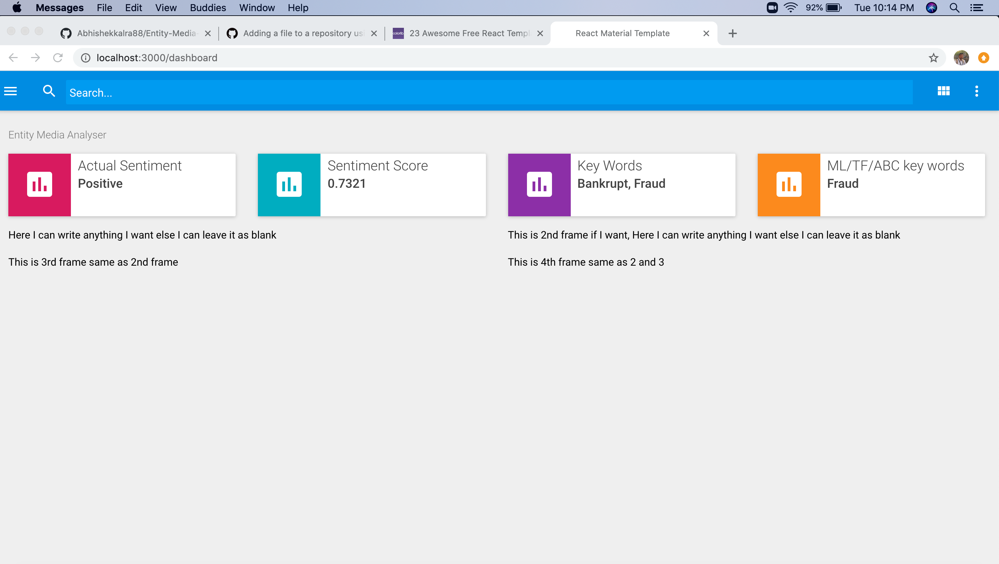 Messages File Edit View Buddies Window Help 92% Tue 10:14 PM
Abhishekkalra88/Entity-Media- Adding a file to a repository usi colorlib. 23 Awesome Free React Templ React Material Template
localhost:3000/dashboard
Search...
Entity Media Analyser
Actual Sentiment Sentiment Score Key Words ML/TF/ABC key words
Positive 0.7321 Bankrupt, Fraud Fraud
Here I can write anything I want else I can leave it as blank This is 2nd frame if I want, Here I can write anything I want else I can leave it as blank
This is 3rd frame same as 2nd frame This is 4th frame same as 2 and 3